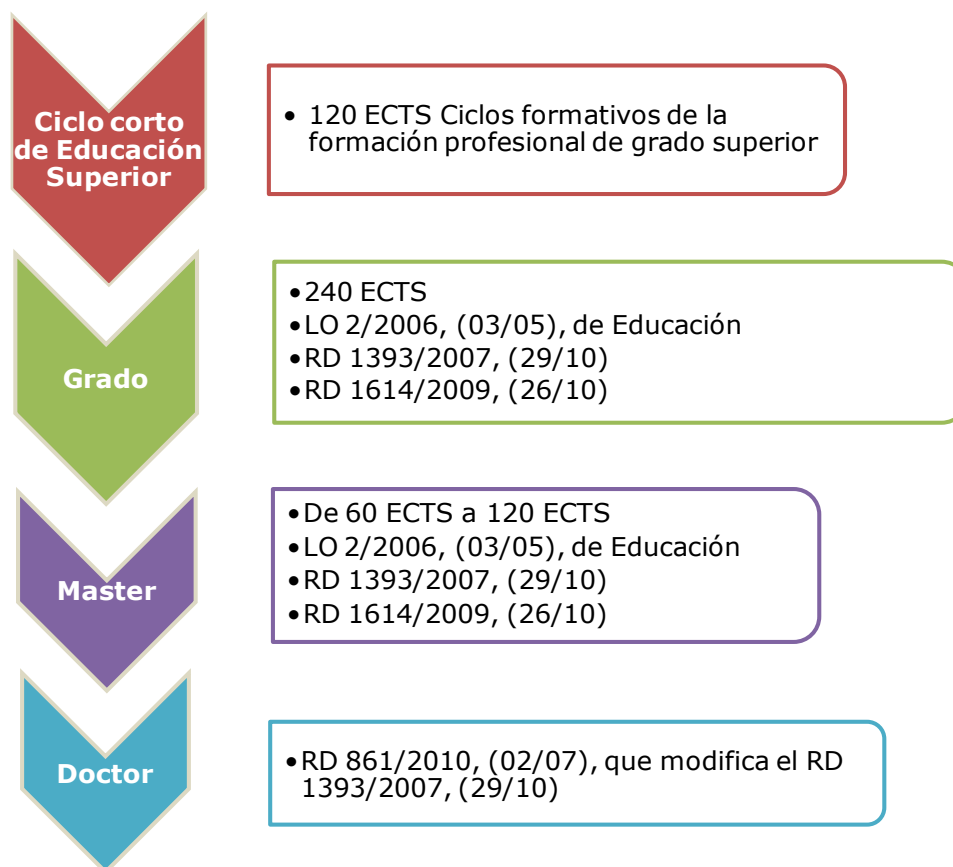 Ciclo corto
de Educación
Superior
• 120 ECTS Ciclos formativos de la
formación profesional de grado superior
Grado
•240 ECTS
•LO 2/2006, (03/05), de Educación
•RD 1393/2007, (29/10)
•RD 1614/2009, (26/10)
Master
•De 60 ECTS a 120 ECTS
•LO 2/2006, (03/05), de Educación
•RD 1393/2007, (29/10)
•RD 1614/2009, (26/10)
Doctor
•RD 861/2010, (02/07), que modifica el RD
1393/2007, (29/10)